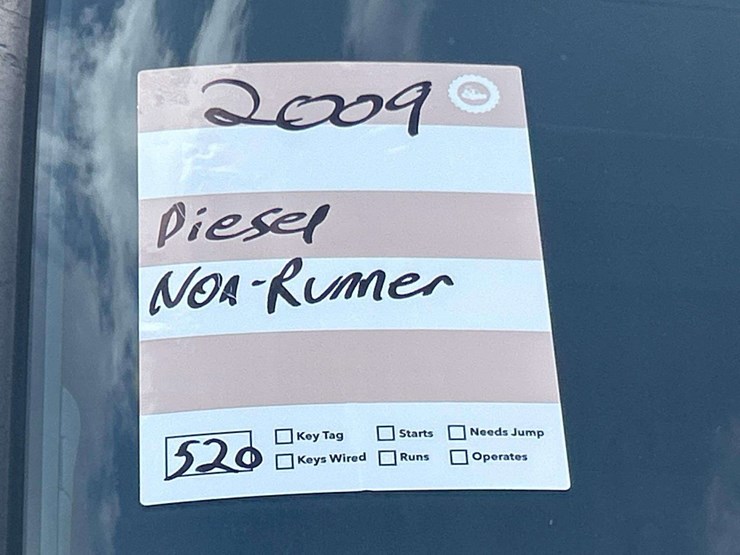 2009
Diesel
Non-Runner
520
Key Tag Starts Needs Jump
Keys Wired Runs Operates